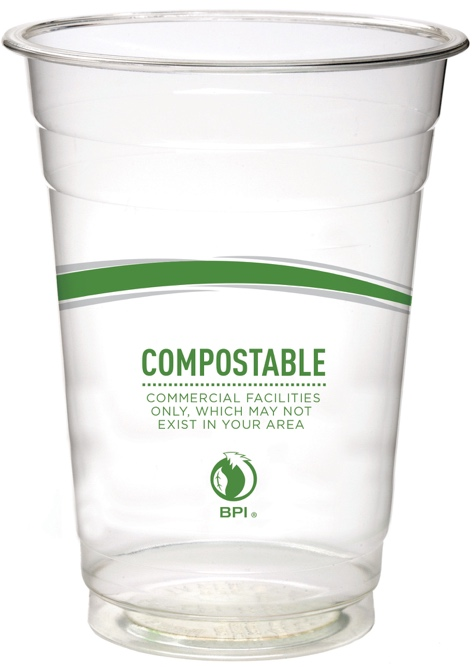 COMPOSTABLE
COMMERCIAL FACILITIES
ONLY, WHICH MAY NOT
EXIST IN YOUR AREA
BPI ®